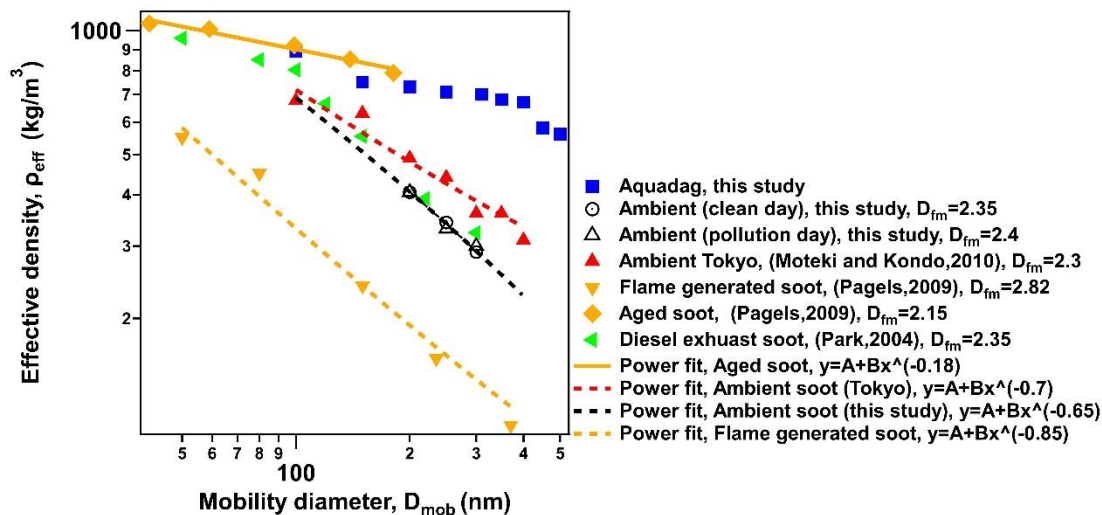 Effective density, ρeff (kg/m³)
1000
9
8
7
6
5
4
3
2
5
6
7
8
9
100
2
3
4
5
Mobility diameter, Dmob (nm)
Aquadag, this study
Ambient (clean day), this study, Dfm=2.35
Ambient (pollution day), this study, Dfm=2.4
Ambient Tokyo, (Moteki and Kondo,2010), Dfm=2.3
Flame generated soot, (Pagels,2009), Dfm=2.82
Aged soot, (Pagels,2009), Dfm=2.15
Diesel exhuast soot, (Park,2004), Dfm=2.35
Power fit, Aged soot, y=A+Bx^(-0.18)
Power fit, Ambient soot (Tokyo), y=A+Bx^(-0.7)
Power fit, Ambient soot (this study), y=A+Bx^(-0.65)
Power fit, Flame generated soot, y=A+Bx^(-0.85)